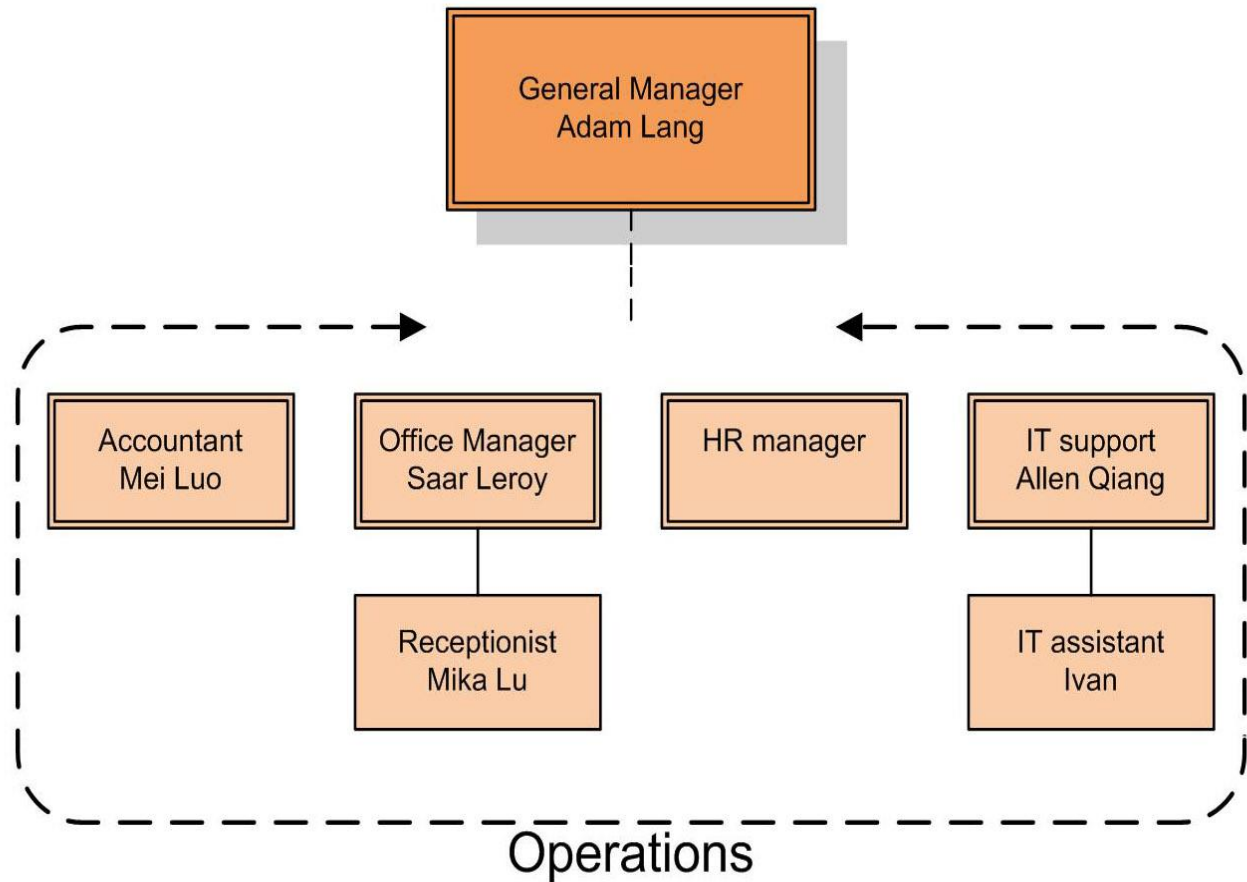 General Manager
Adam Lang
Accountant
Mei Luo
Office Manager
Saar Leroy
HR manager
IT support
Allen Qiang
Receptionist
Mika Lu
IT assistant
Ivan
Operations